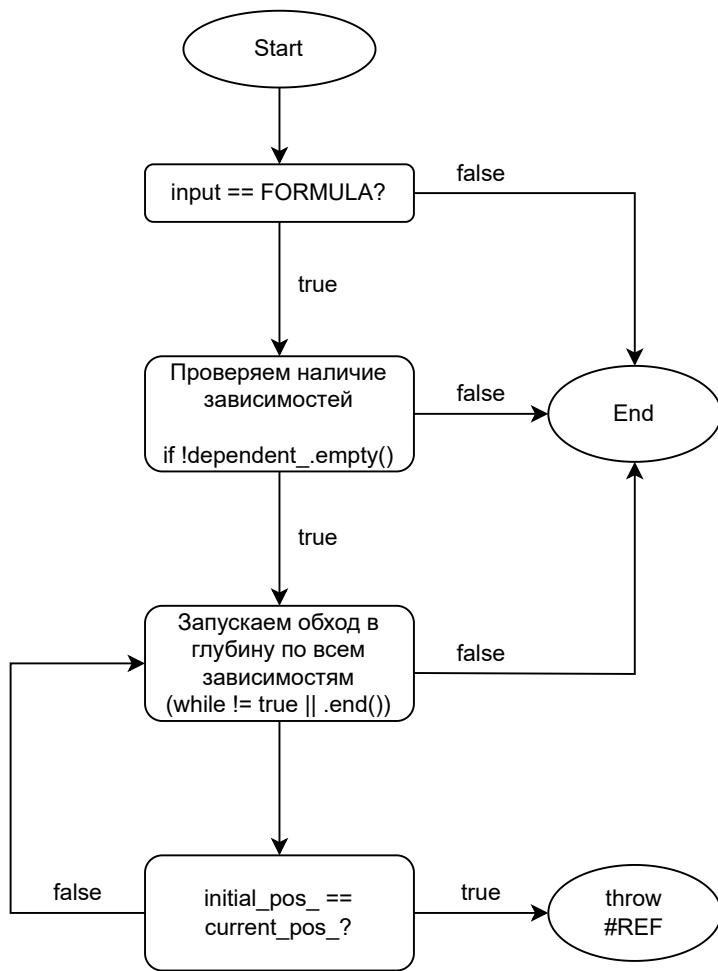 Start
input == FORMULA?
false
true
Проверяем наличие
зависимостей
if !dependent_.empty()
false
End
true
Запускаем обход в
глубину по всем
зависимостям
(while != true || .end())
false
false
initial_pos_ ==
current_pos_?
true
throw
#REF